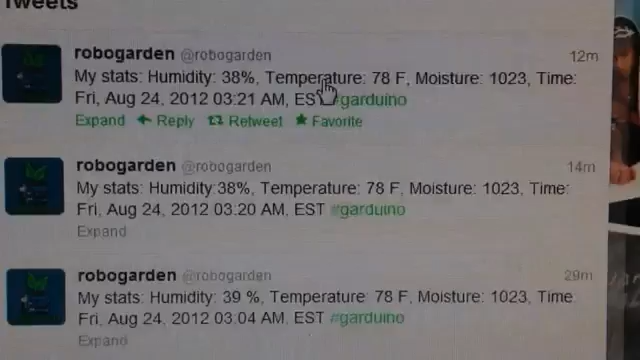 Tweets
robogarden @robogarden 12m
My stats: Humidity: 38%, Temperature: 78 F, Moisture: 1023, Time:
Fri, Aug 24, 2012 03:21 AM, EST #garduino
Expand Reply Retweet Favorite
robogarden @robogarden 14m
My stats: Humidity:38%, Temperature: 78 F, Moisture: 1023, Time:
Fri, Aug 24, 2012 03:20 AM, EST #garduino
Expand
robogarden @robogarden 29m
My stats: Humidity: 39 %, Temperature: 78 F, Moisture: 1023, Time:
Fri, Aug 24, 2012 03:04 AM, EST #garduino
Expand